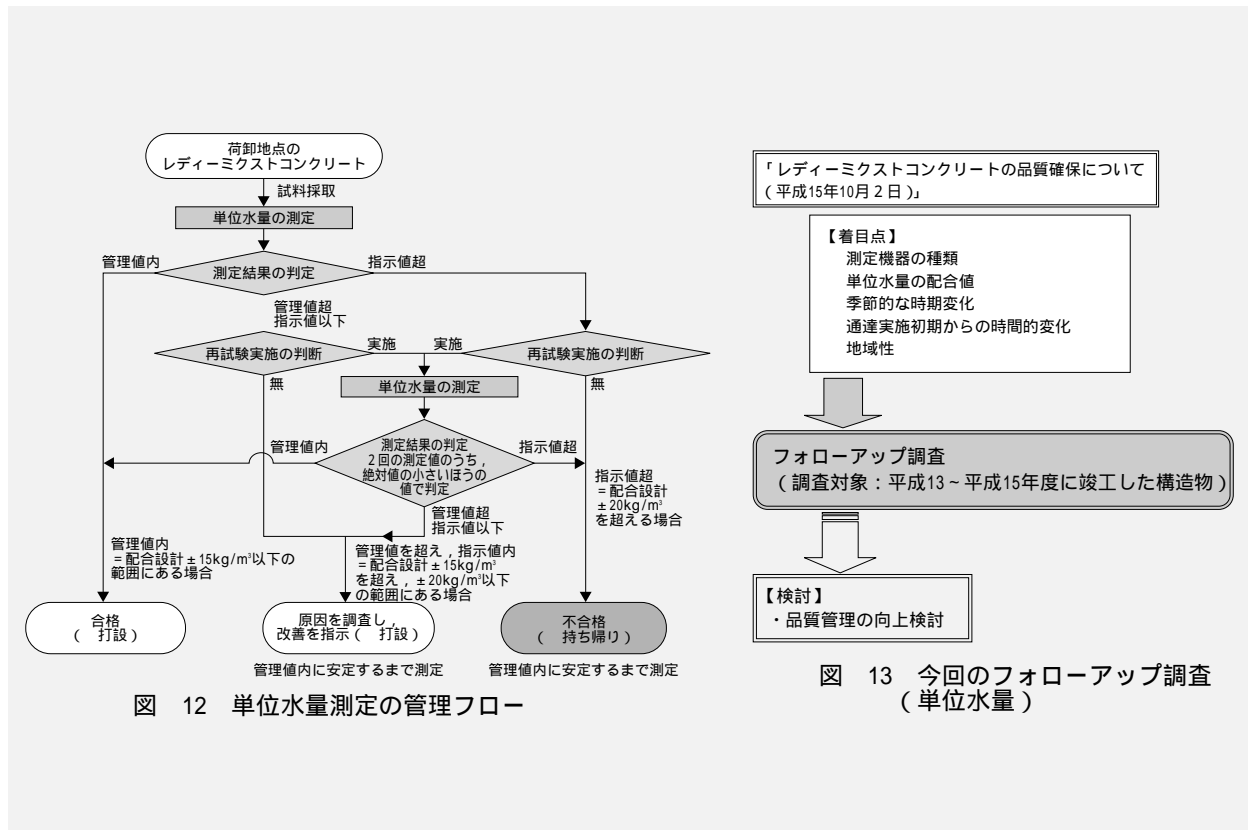 荷卸地点の
レディーミクストコンクリート
試料採取
単位水量の測定
管理値内
測定結果の判定
指示値超
管理値超
指示値以下
再試験実施の判断
実施
実施
再試験実施の判断
無
単位水量の測定
無
管理値内
測定結果の判定
2回の測定値のうち，
絶対値の小さいほうの
値で判定
指示値超
管理値超
指示値以下
指示値超
＝配合設計
±20kg/m³
を超える場合
管理値内
＝配合設計±15kg/m³以下の
範囲にある場合
管理値を超え，指示値内
＝配合設計±15kg/m³
を超え，±20kg/m³以下
の範囲にある場合
合格
（　打設）
原因を調査し，
改善を指示（　打設）
不合格
（　持ち帰り）
管理値内に安定するまで測定
管理値内に安定するまで測定
図　12　単位水量測定の管理フロー
「レディーミクストコンクリートの品質確保について
（平成15年10月２日）」
【着目点】
測定機器の種類
単位水量の配合値
季節的な時期変化
通達実施初期からの時間的変化
地域性
フォローアップ調査
（調査対象：平成13～平成15年度に竣工した構造物）
【検討】
・品質管理の向上検討
図　13　今回のフォローアップ調査
（単位水量）